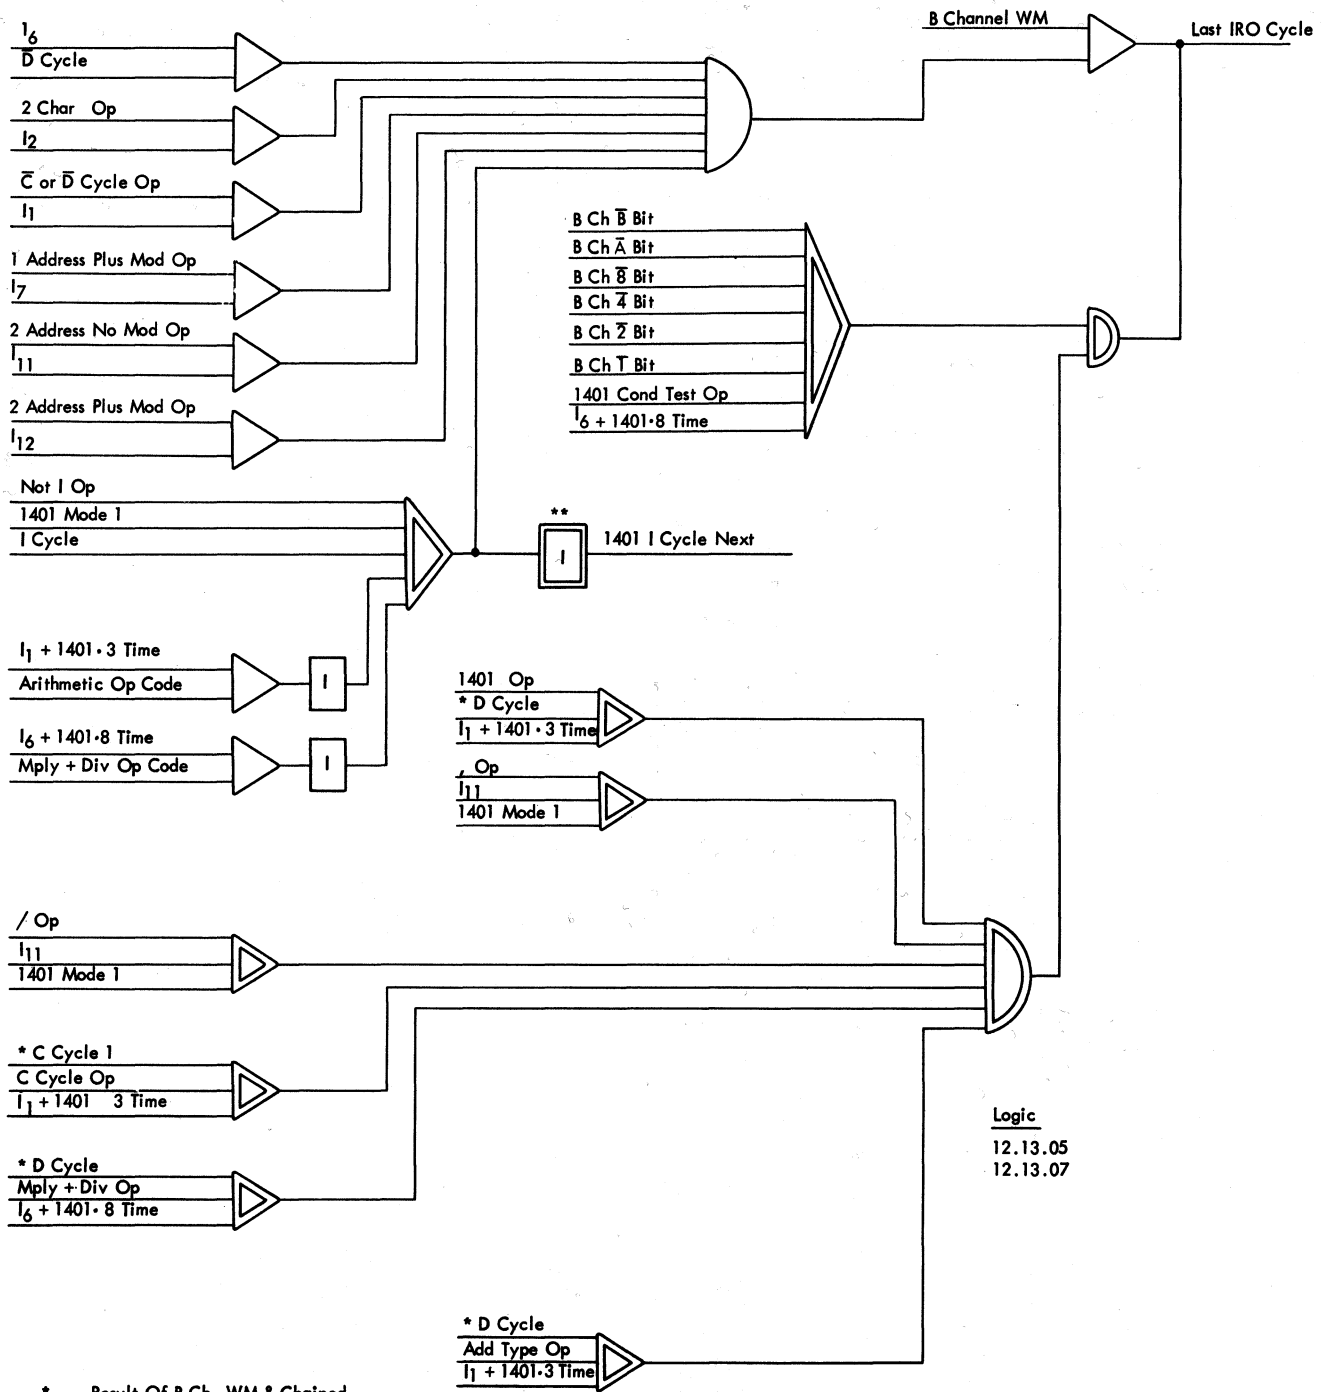 I6
D̅ Cycle
2 Char Op
I2
C̅ or D̅ Cycle Op
I1
1 Address Plus Mod Op
I7
2 Address No Mod Op
I11
2 Address Plus Mod Op
I12
B Channel WM
Last IRO Cycle
B Ch B̅ Bit
B Ch A̅ Bit
B Ch 8̅ Bit
B Ch 4̅ Bit
B Ch 2̅ Bit
B Ch 1̅ Bit
1401 Cond Test Op
I6 + 1401·8 Time
Not I Op
1401 Mode 1
I Cycle
**
I
1401 I Cycle Next
I1 + 1401·3 Time
Arithmetic Op Code
I
I6 + 1401·8 Time
Mply + Div Op Code
I
1401 Op
* D Cycle
I1 + 1401·3 Time
, Op
I11
1401 Mode 1
/ Op
I11
1401 Mode 1
* C Cycle 1
C Cycle Op
I1 + 1401 3 Time
* D Cycle
Mply + Div Op
I6 + 1401·8 Time
Logic
12.13.05
12.13.07
* D Cycle
Add Type Op
I1 + 1401·3 Time
* Result Of B Ch WM & Chained